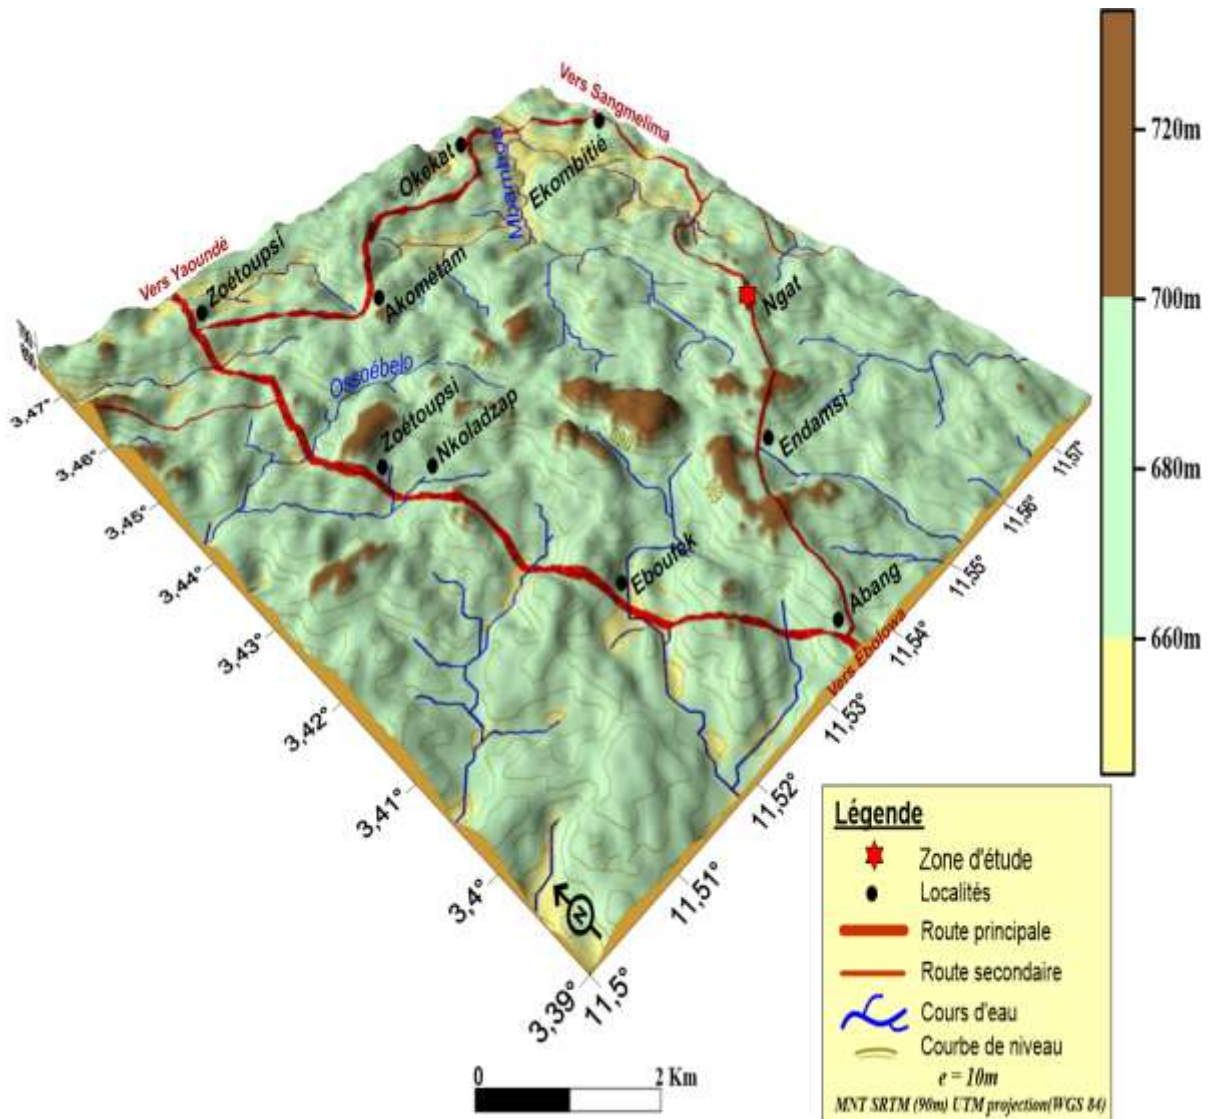 Vers Sangmelima
Okekat
Mbamboe
Ekombitié
Vers Yaoundé
Zoétoupsi
Akométam
Ngat
Ossoébelo
Zoétoupsi
Nkoladzap
Endamsi
Eboufek
Abang
Vers Ebolowa
3.47°
3.46°
3.45°
3,44°
3,43°
3,42°
3,41°
3,4°
3,39°
11,5°
11,51°
11,52°
11,53°
11,54°
11,55°
11,56°
11,57°
N
720m
700m
680m
660m
Légende
Zone d'étude
Localités
Route principale
Route secondaire
Cours d'eau
Courbe de niveau
e = 10m
MNT SRTM (90m) UTM projection(WGS 84)
0 2 Km